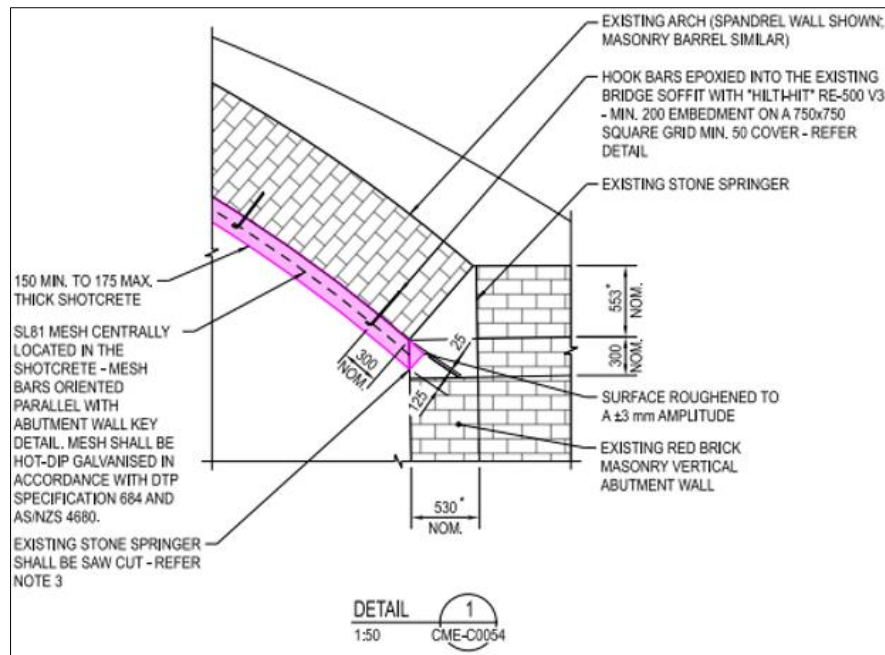 EXISTING ARCH (SPANDREL WALL SHOWN;
MASONRY BARREL SIMILAR)
HOOK BARS EPOXIED INTO THE EXISTING
BRIDGE SOFFIT WITH "HILTI-HIT" RE-500 V3
- MIN. 200 EMBEDMENT ON A 750x750
SQUARE GRID MIN. 50 COVER - REFER
DETAIL
EXISTING STONE SPRINGER
150 MIN. TO 175 MAX.
THICK SHOTCRETE
SL81 MESH CENTRALLY
LOCATED IN THE
SHOTCRETE - MESH
BARS ORIENTED
PARALLEL WITH
ABUTMENT WALL KEY
DETAIL. MESH SHALL BE
HOT-DIP GALVANISED IN
ACCORDANCE WITH DTP
SPECIFICATION 684 AND
AS/NZS 4680.
EXISTING STONE SPRINGER
SHALL BE SAW CUT - REFER
NOTE 3
300
NOM.
125
25
553*
NOM.
300
NOM.
SURFACE ROUGHENED TO
A ±3 mm AMPLITUDE
EXISTING RED BRICK
MASONRY VERTICAL
ABUTMENT WALL
530*
NOM.
DETAIL 1
1:50 CME-C0054